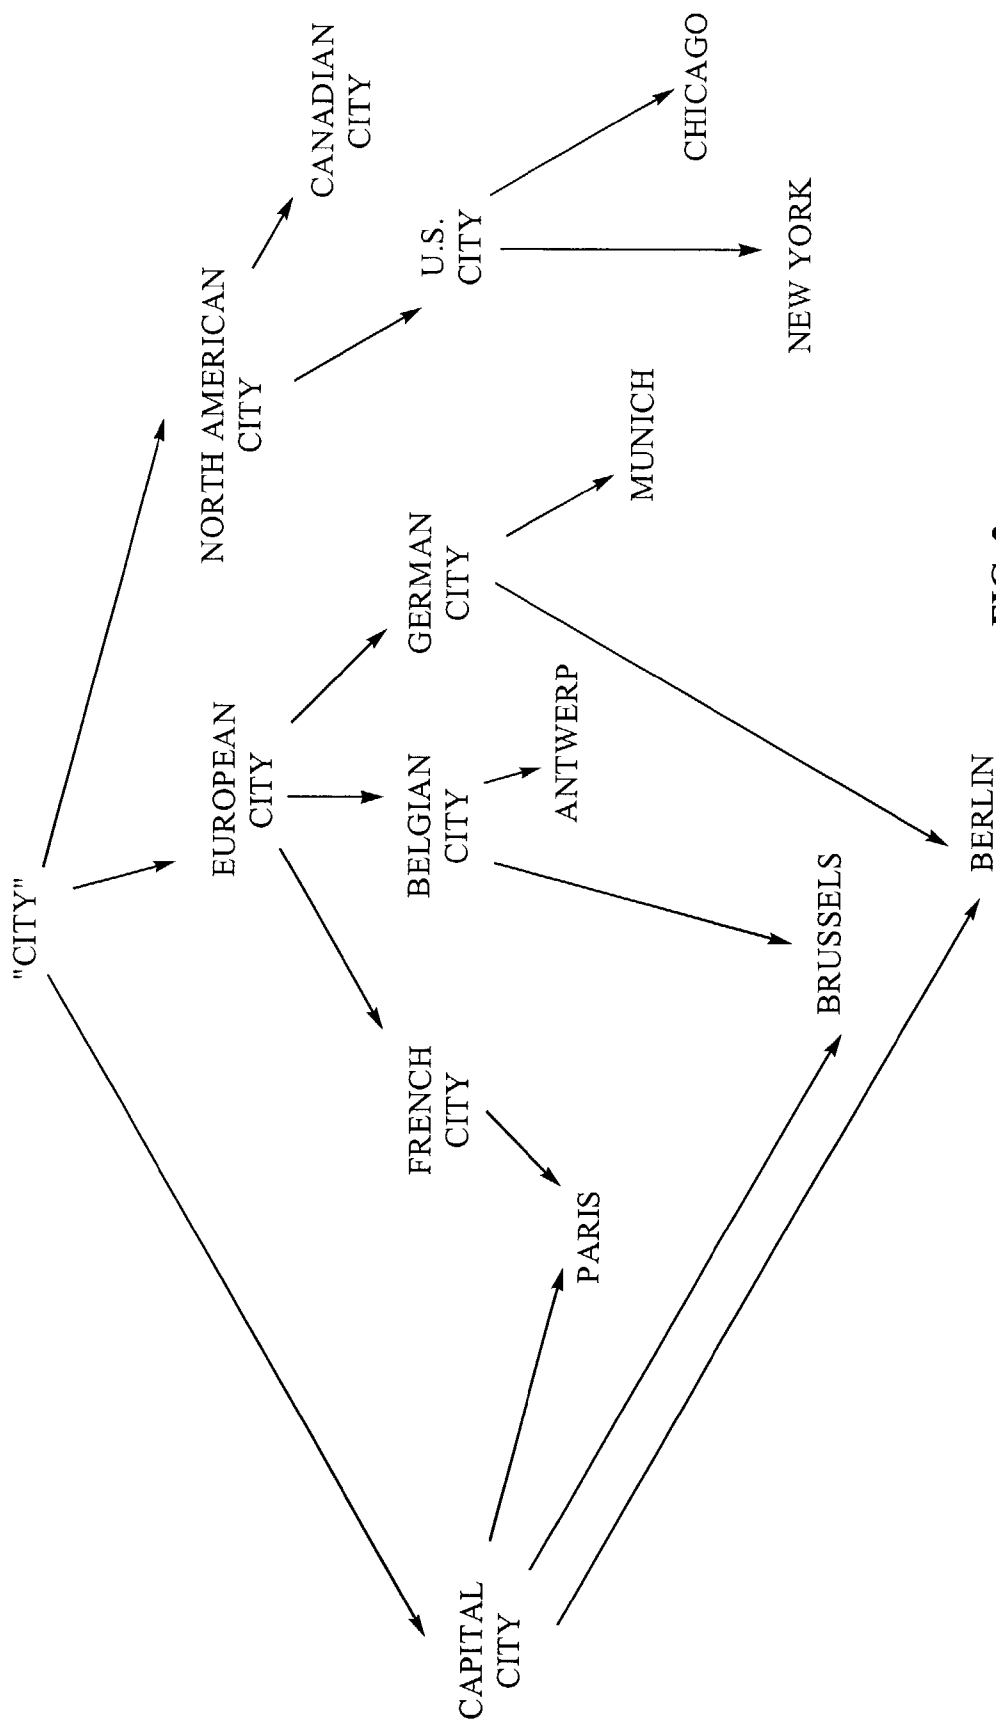 "CITY"
NORTH AMERICAN
CITY
EUROPEAN
CITY
CANADIAN
CITY
U.S.
CITY
GERMAN
CITY
BELGIAN
CITY
FRENCH
CITY
CAPITAL
CITY
CHICAGO
NEW YORK
MUNICH
ANTWERP
PARIS
BRUSSELS
BERLIN